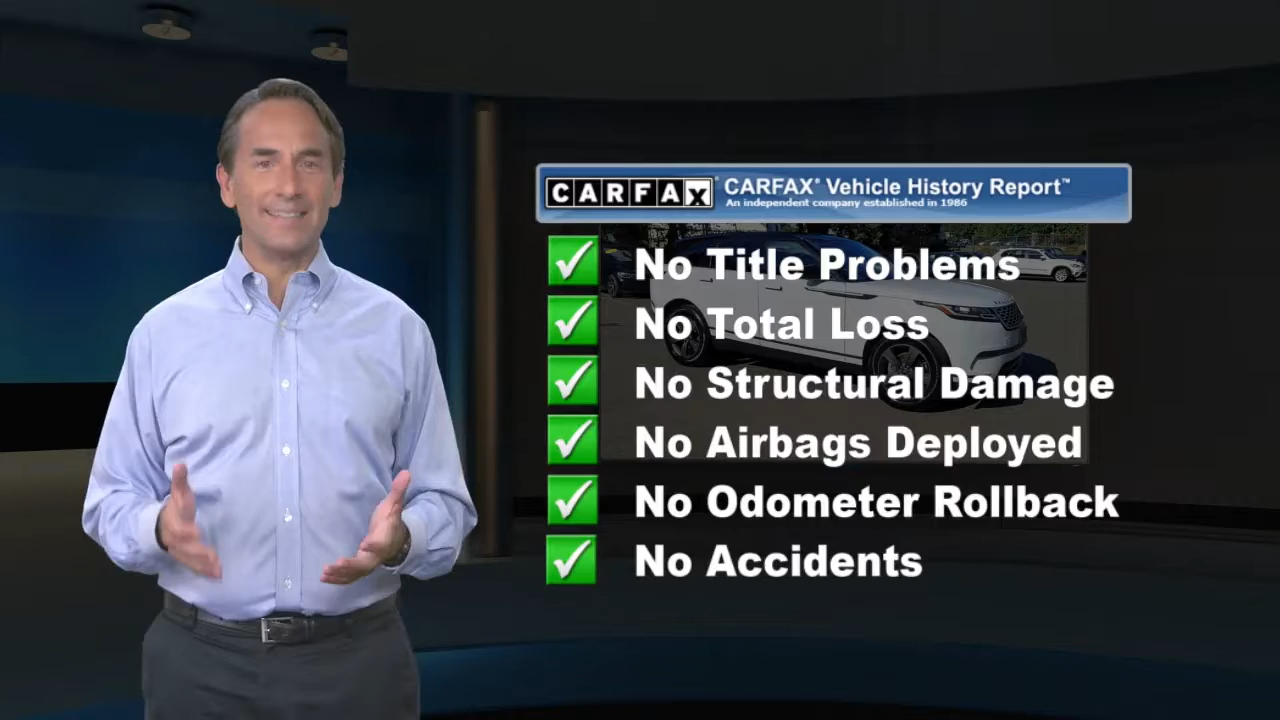 CARFAX® CARFAX® Vehicle History Report™
An independent company established in 1986
No Title Problems
No Total Loss
No Structural Damage
No Airbags Deployed
No Odometer Rollback
No Accidents